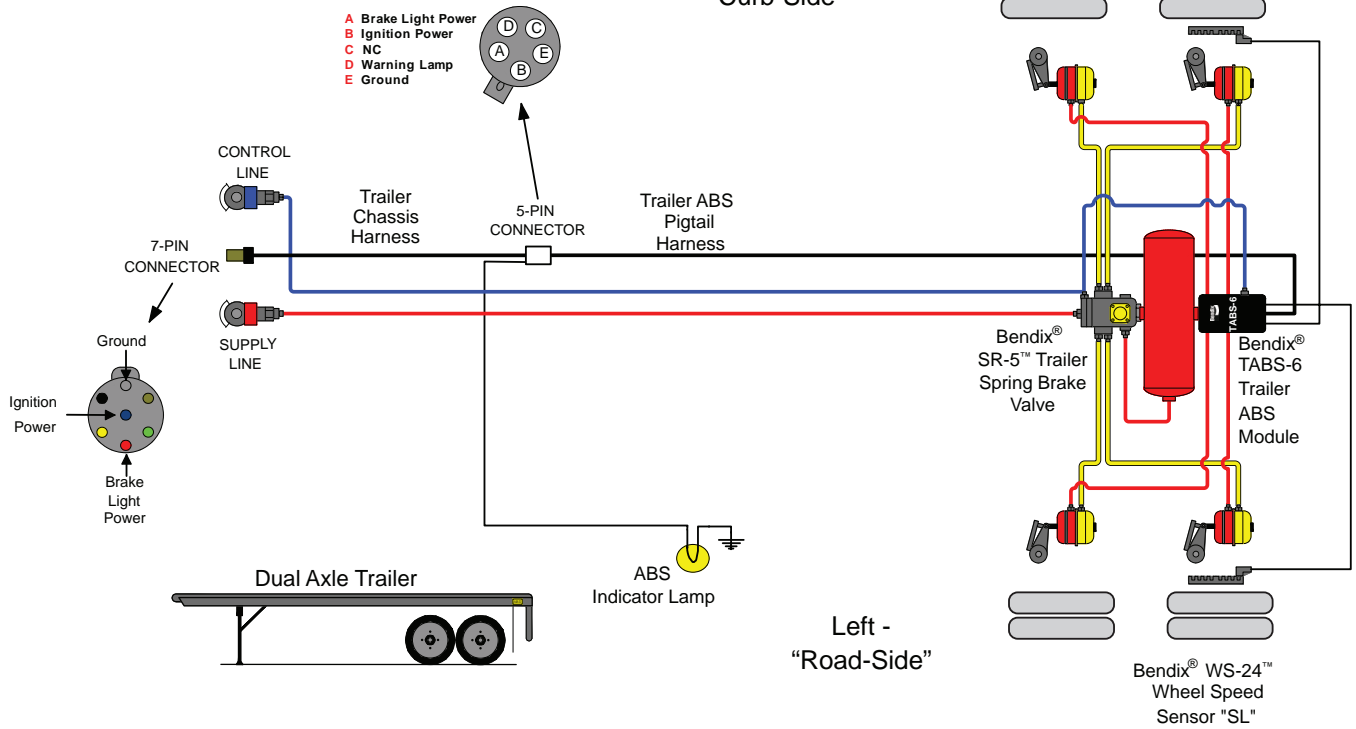 Curb-Side
A Brake Light Power
B Ignition Power
C NC
D Warning Lamp
E Ground
D C
A E
B
CONTROL
LINE
Trailer
Chassis
Harness
5-PIN
CONNECTOR
Trailer ABS
Pigtail
Harness
7-PIN
CONNECTOR
SUPPLY
LINE
Ground
Ignition
Power
Brake
Light
Power
Bendix®
SR-5™ Trailer
Spring Brake
Valve
Bendix
TABS-6
Bendix®
TABS-6
Trailer
ABS
Module
ABS
Indicator Lamp
Dual Axle Trailer
Left -
“Road-Side”
Bendix® WS-24™
Wheel Speed
Sensor "SL"